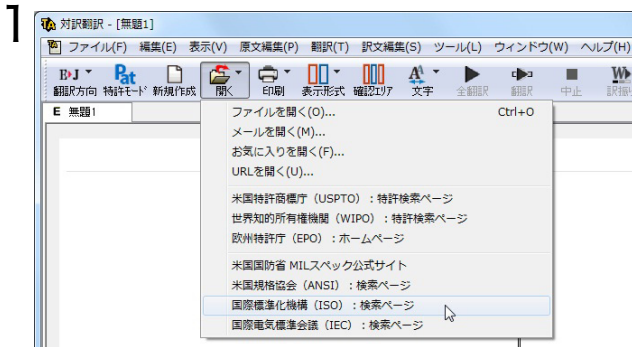 1
対訳翻訳 - [無題1]
ファイル(F) 編集(E) 表示(V) 原文編集(P) 翻訳(T) 訳文編集(S) ツール(L) ウィンドウ(W) ヘルプ(H)
翻訳方向 特許モード 新規作成 開く 印刷 表示形式 確認エリア 文字 全翻訳 翻訳 中止
E 無題1
ファイルを開く(O)... Ctrl+O
メールを開く(M)...
お気に入りを開く(F)...
URLを開く(U)...
米国特許商標庁（USPTO）：特許検索ページ
世界知的所有権機関（WIPO）：特許検索ページ
欧州特許庁（EPO）：ホームページ
米国国防省 MILスペック公式サイト
米国規格協会（ANSI）：検索ページ
国際標準化機構（ISO）：検索ページ
国際電気標準会議（IEC）：検索ページ